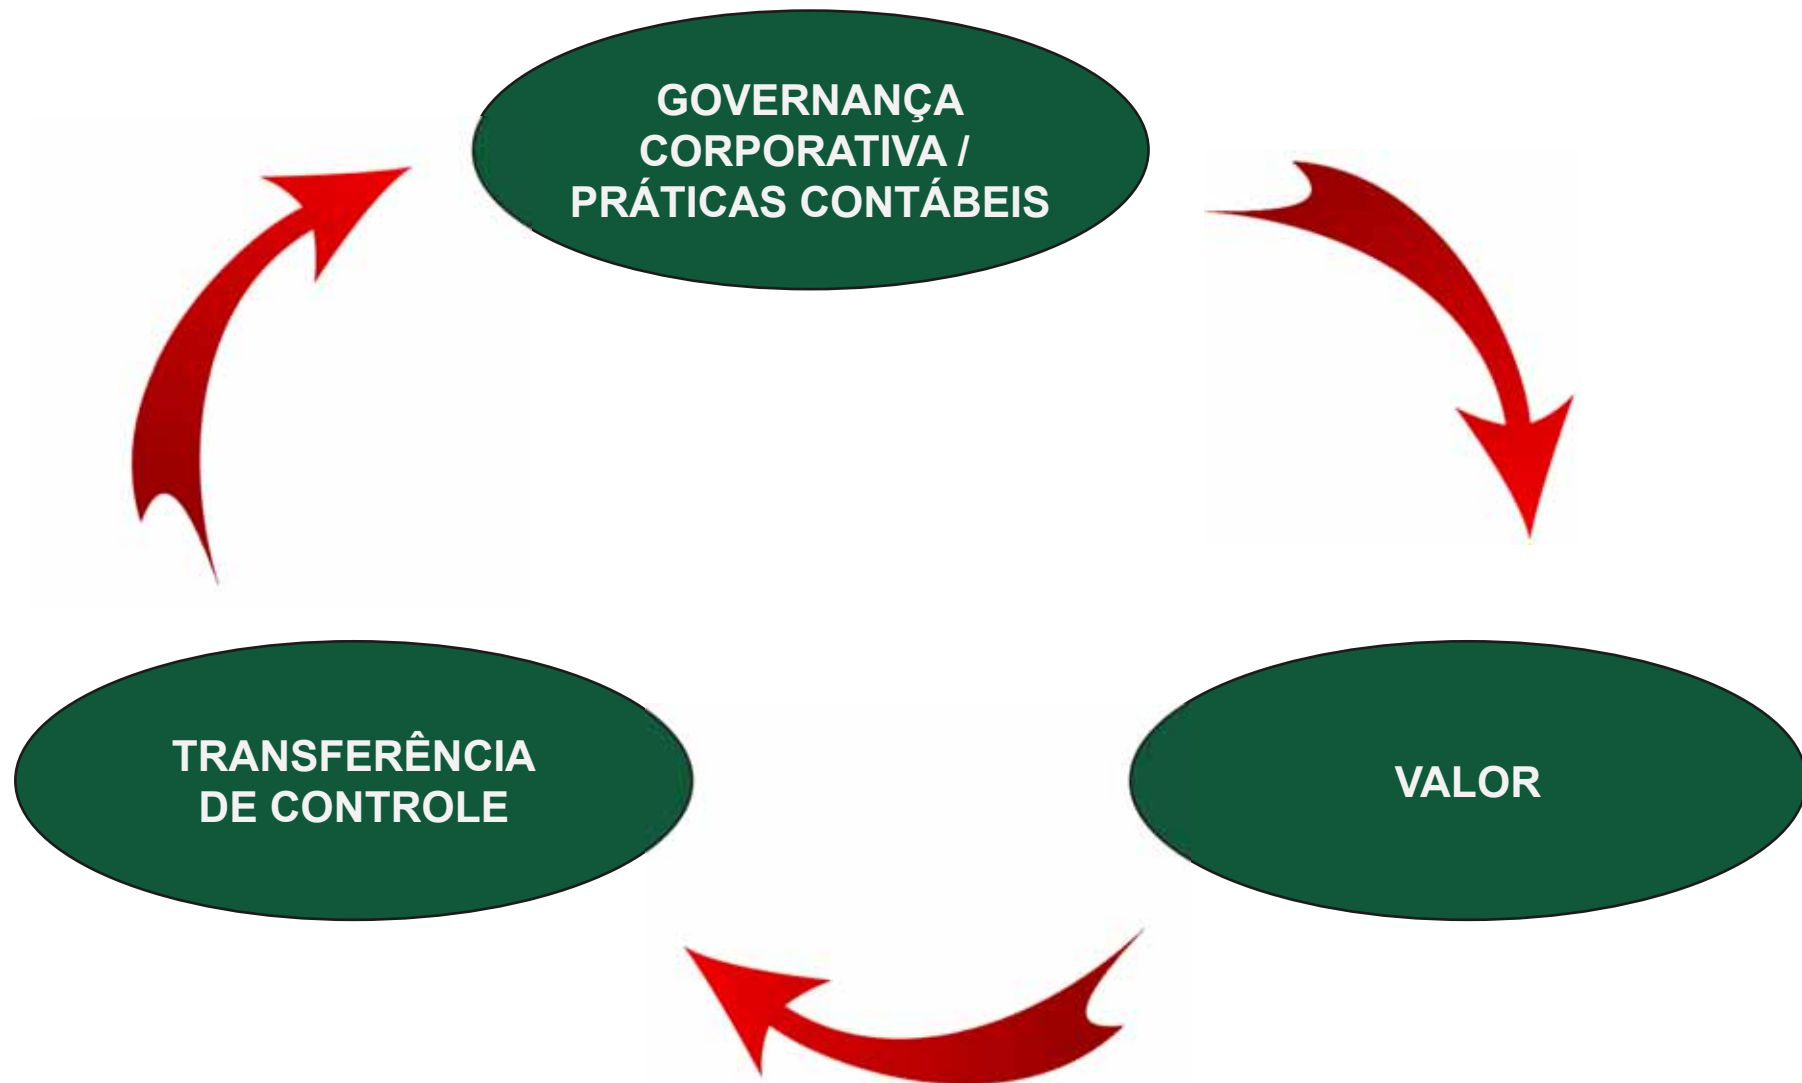 GOVERNANÇA
CORPORATIVA /
PRÁTICAS CONTÁBEIS
TRANSFERÊNCIA
DE CONTROLE
VALOR